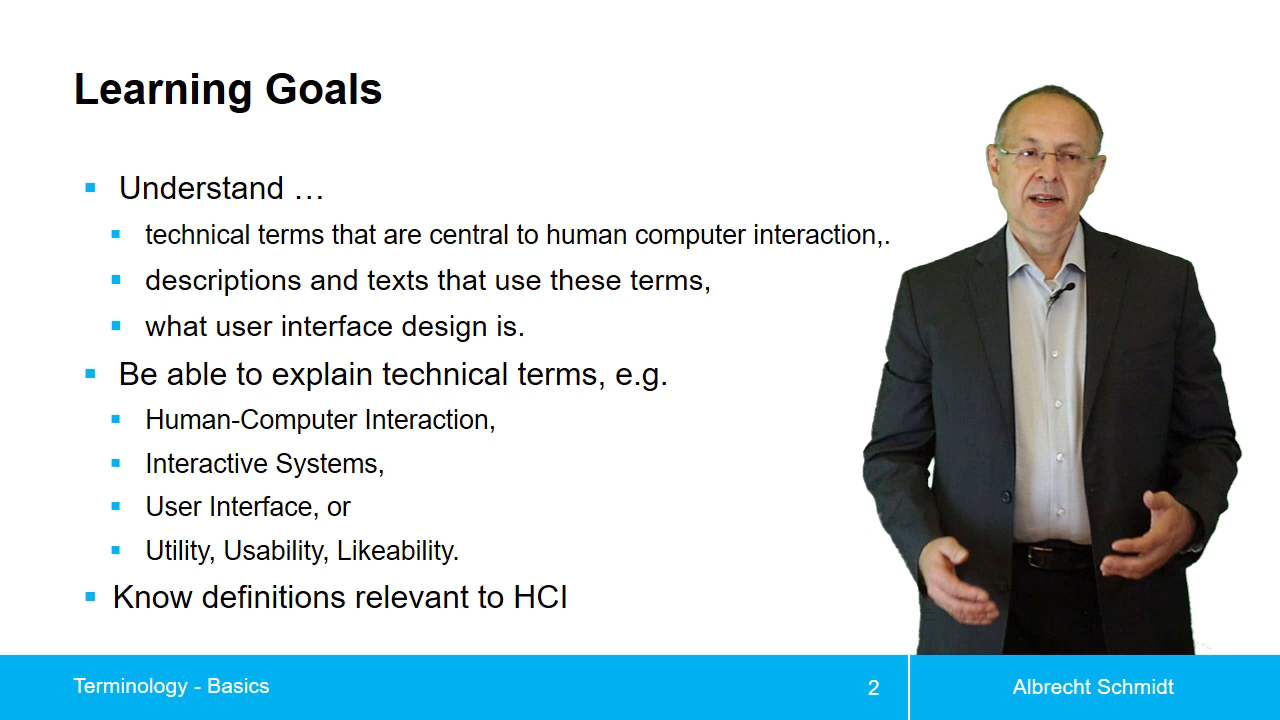 Learning Goals
Understand …
technical terms that are central to human computer interaction,.
descriptions and texts that use these terms,
what user interface design is.
Be able to explain technical terms, e.g.
Human-Computer Interaction,
Interactive Systems,
User Interface, or
Utility, Usability, Likeability.
Know definitions relevant to HCI
Terminology - Basics
2
Albrecht Schmidt